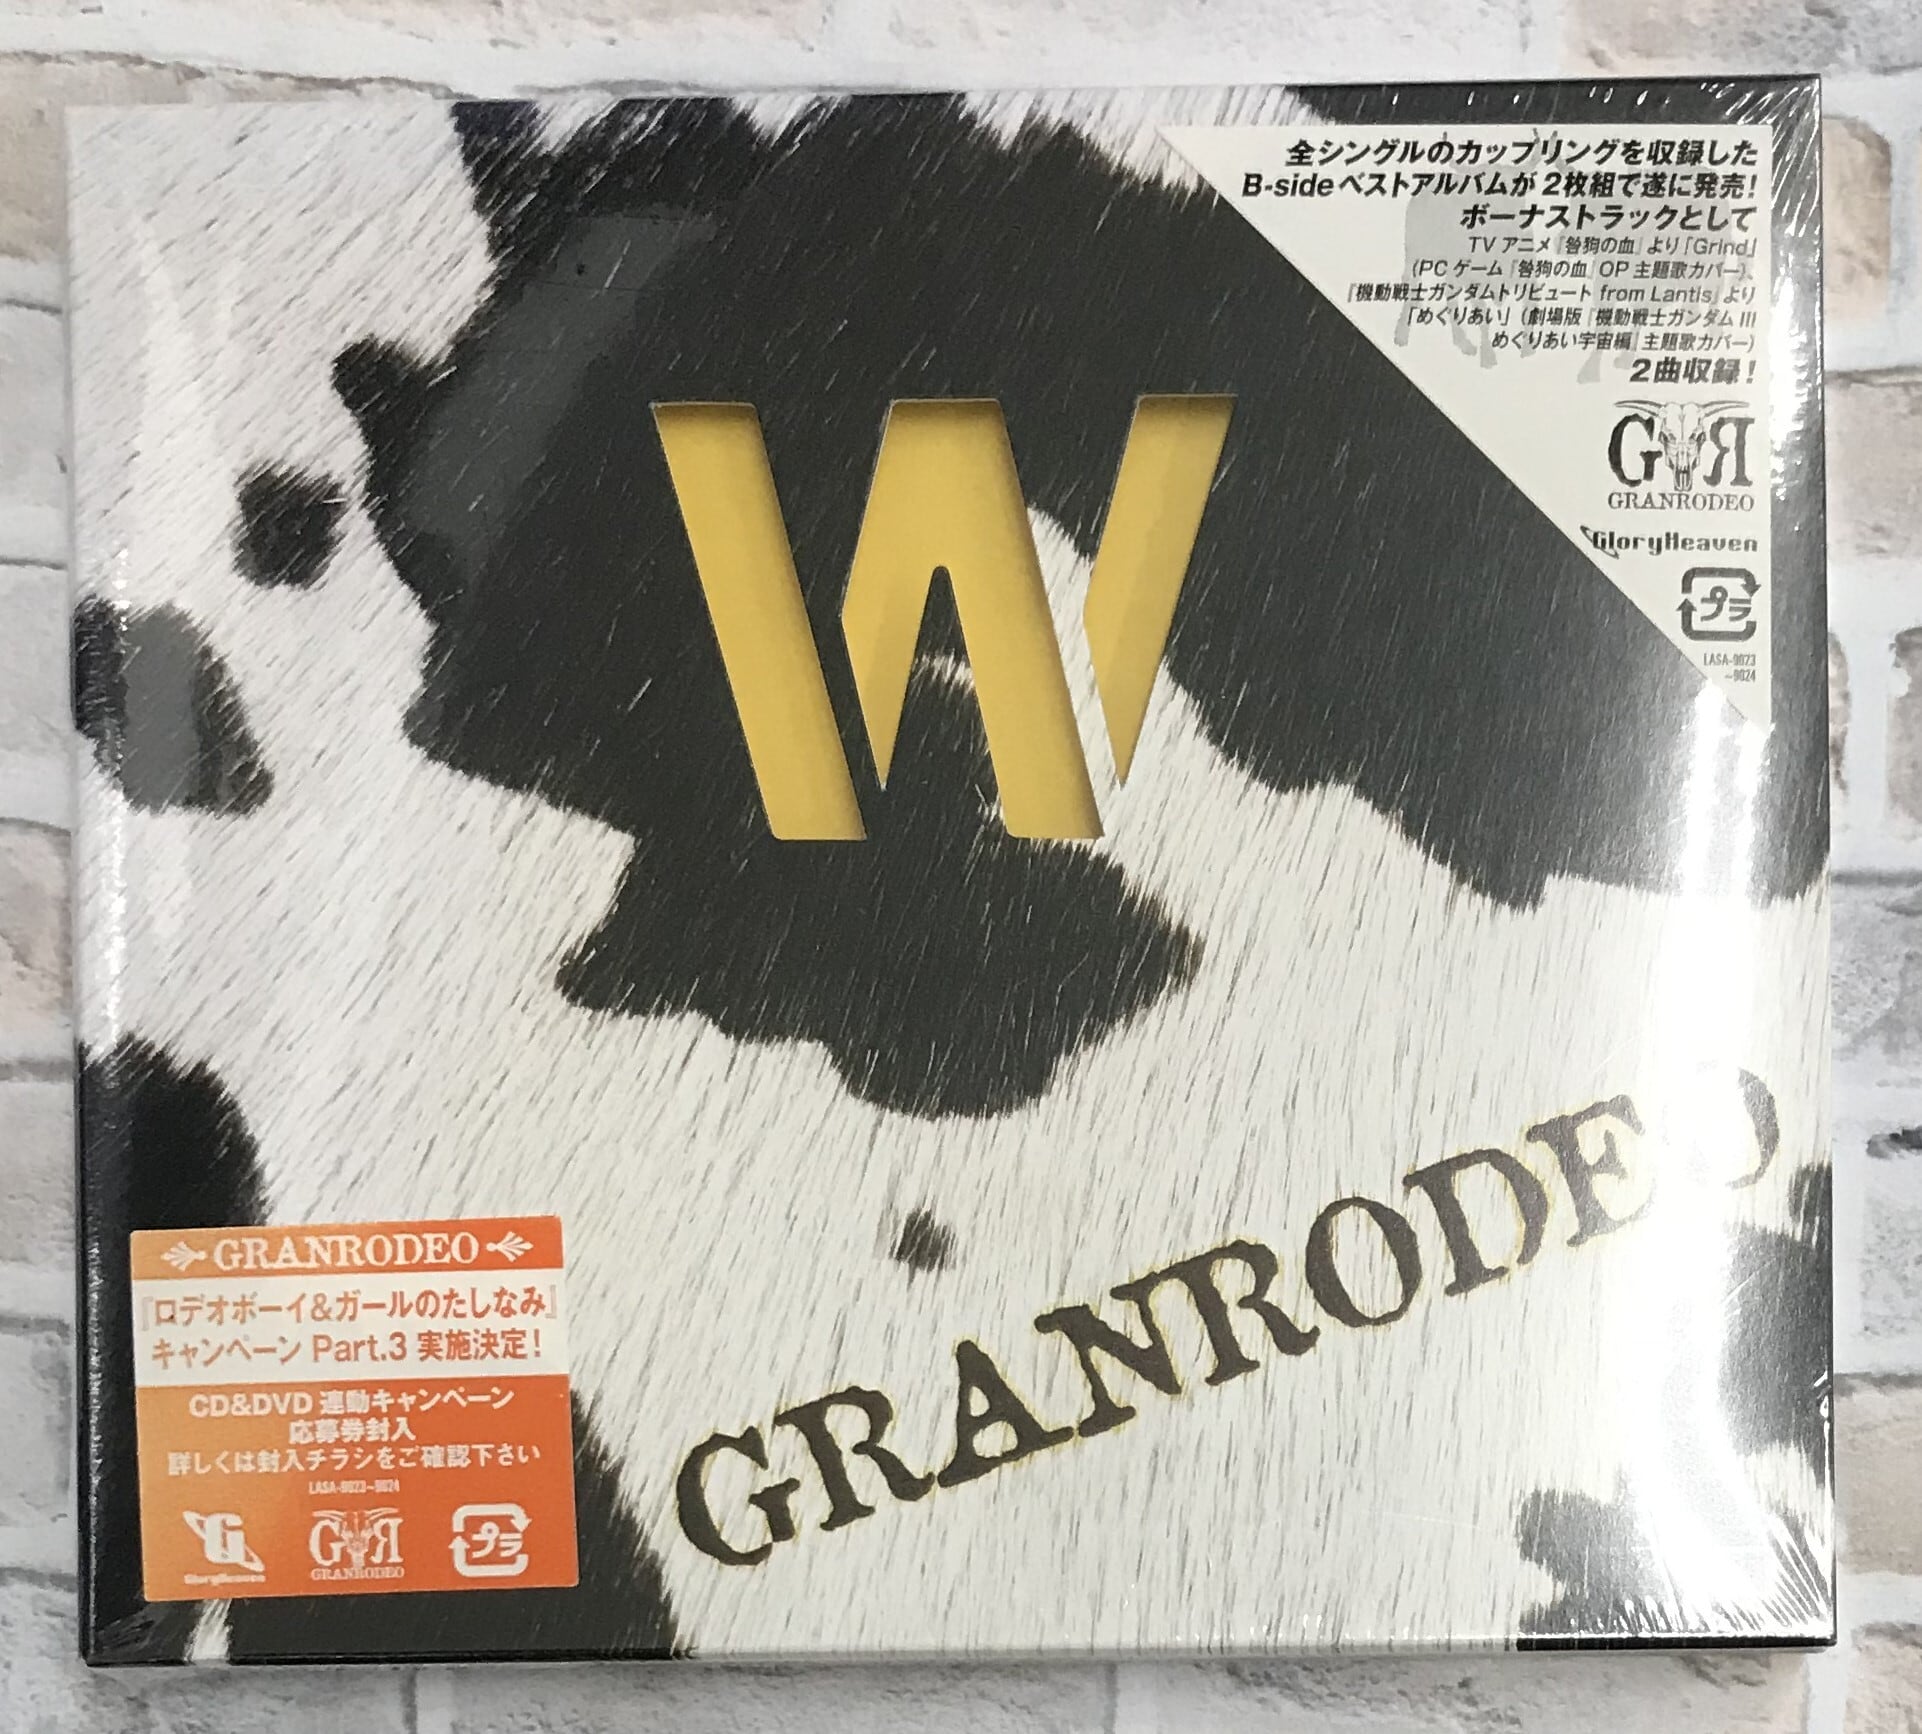 全シングルのカップリングを収録した
B-sideベストアルバムが2枚組で遂に発売!
ボーナストラックとして
TVアニメ『咎狗の血』より「Grind」
(PCゲーム『咎狗の血』OP主題歌カバー)、
『機動戦士ガンダムトリビュート from Lantis』より
「めぐりあい」(劇場版『機動戦士ガンダムIII
めぐりあい宇宙編』主題歌カバー)
2曲収録!
GR
GRANRODEO
GloryHeaven
プラ
LASA-9023
~9024
W
GRANRODEO
GRANRODEO
『ロデオボーイ&ガールのたしなみ』
キャンペーン Part.3 実施決定!
CD&DVD 連動キャンペーン
応募券封入
詳しくは封入チラシをご確認下さい
LASA-9023~9024
G
GloryHeaven
GR
GRANRODEO
プラ